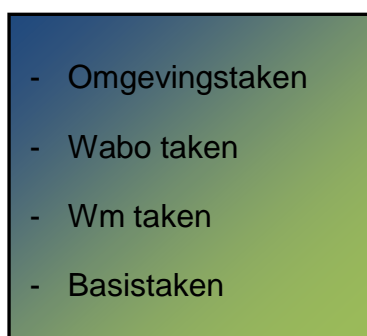 - Omgevingstaken
- Wabo taken
- Wm taken
- Basistaken